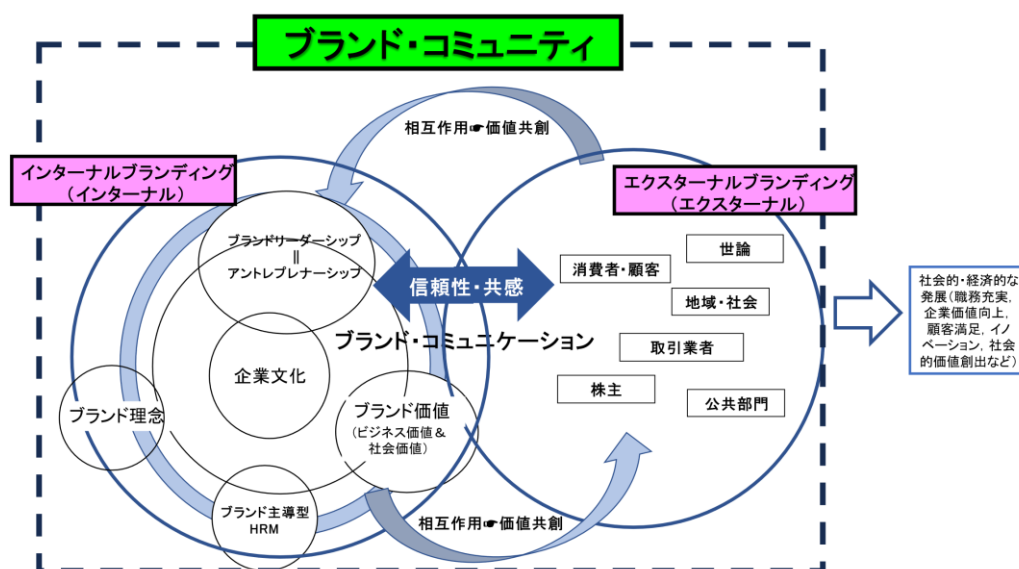 ブランド・コミュニティ
相互作用☛価値共創
インターナルブランディング
(インターナル)
エクスターナルブランディング
(エクスターナル)
ブランドリーダーシップ
॥
アントレプレナーシップ
信頼性・共感
世論
消費者・顧客
地域・社会
ブランド・コミュニケーション
取引業者
企業文化
株主
公共部門
ブランド理念
ブランド価値
(ビジネス価値&
社会価値)
ブランド主導型
HRM
相互作用☛価値共創
社会的・経済的な
発展(職務充実,
企業価値向上,
顧客満足, イノ
ベーション, 社会
的価値創出など)